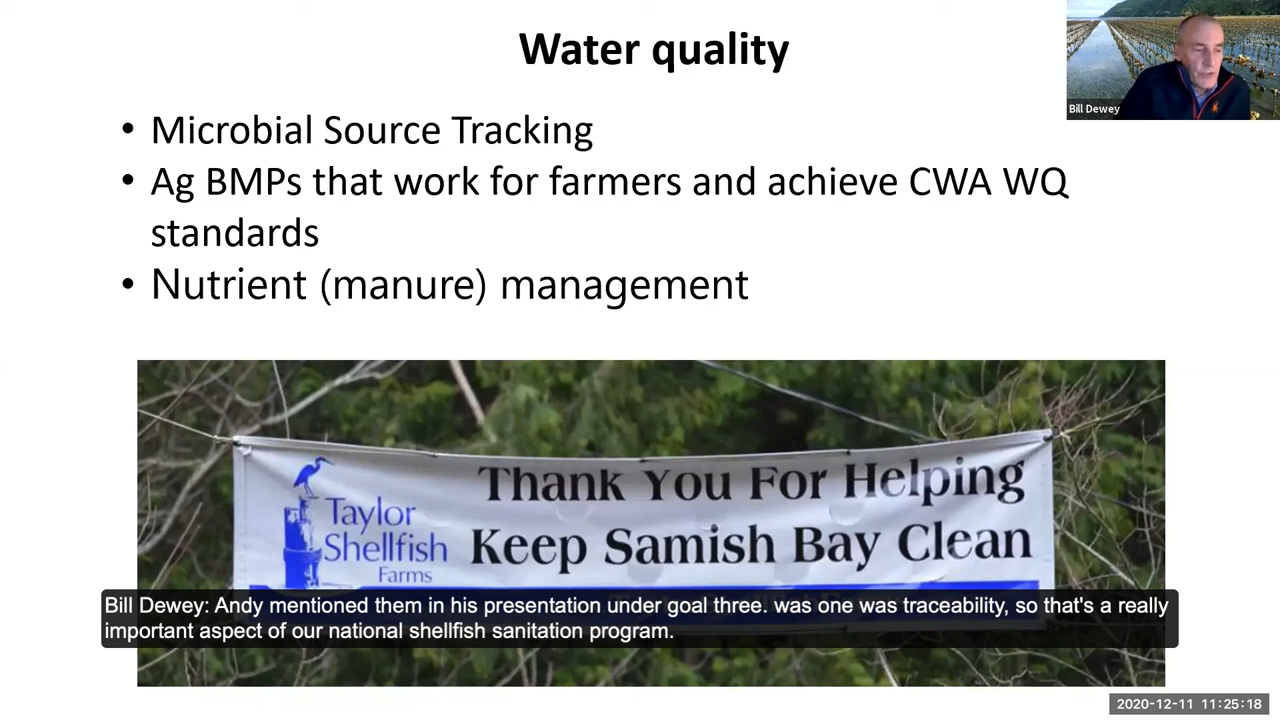 Water quality
Bill Dewey
• Microbial Source Tracking
• Ag BMPs that work for farmers and achieve CWA WQ
standards
• Nutrient (manure) management
Thank You For Helping
Keep Samish Bay Clean
Taylor
Shellfish
Farms
Bill Dewey: Andy mentioned them in his presentation under goal three. was one was traceability, so that's a really
important aspect of our national shellfish sanitation program.
2020-12-11 11:25:18